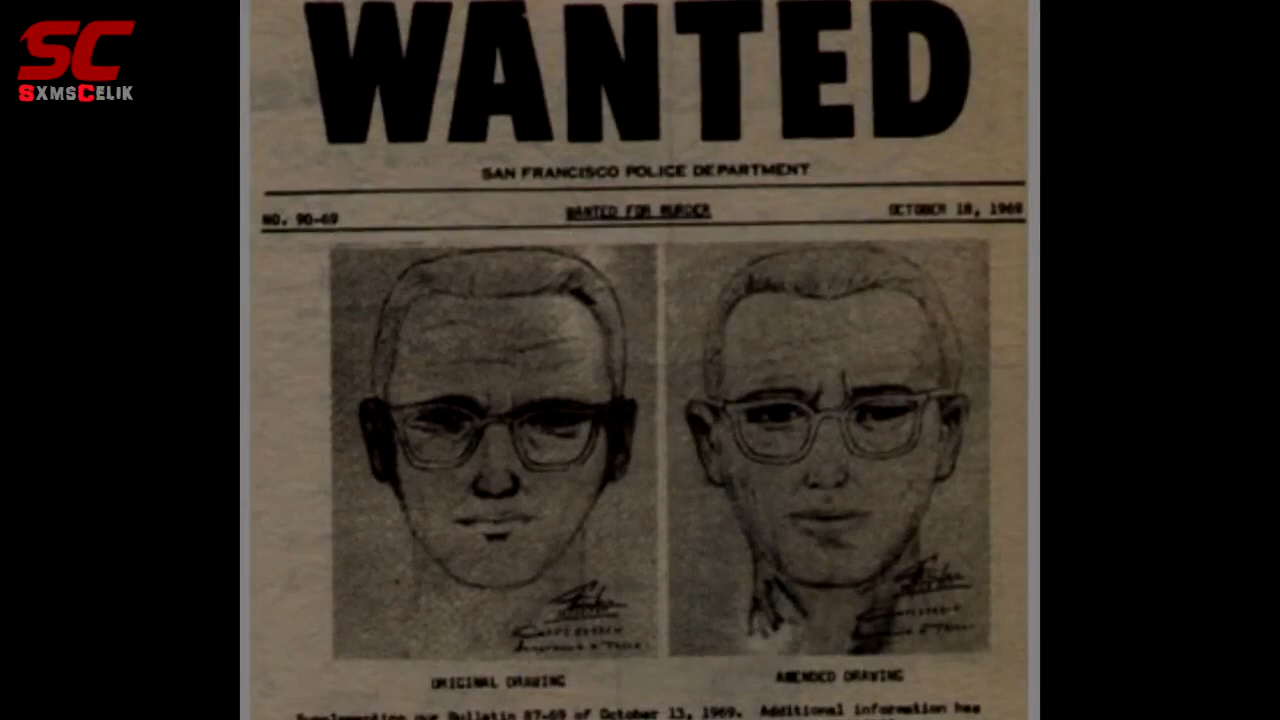 SC
SXMSCELIK
WANTED
SAN FRANCISCO POLICE DEPARTMENT
NO. 90-69 WANTED FOR MURDER OCTOBER 18, 1969
ORIGINAL DRAWING AMENDED DRAWING
Supplementing our Bulletin 87-69 of October 13, 1969. Additional information has